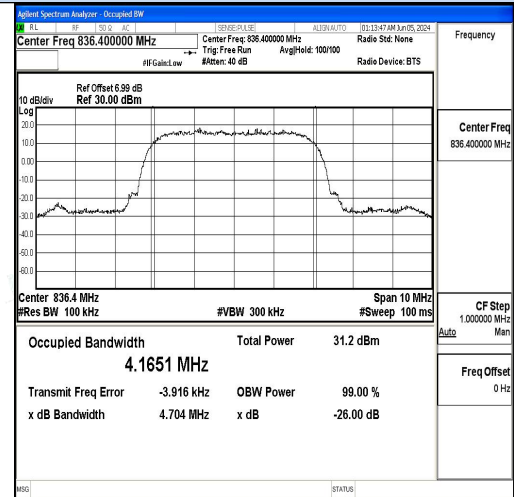 Agilent Spectrum Analyzer - Occupied BW
RL RF 50 Ω AC SENSE:PULSE ALIGN AUTO 01:13:47 AM Jun 05, 2024
Center Freq 836.400000 MHz Center Freq: 836.400000 MHz Radio Std: None Frequency
Trig: Free Run Avg|Hold: 100/100
#IFGain:Low #Atten: 40 dB Radio Device: BTS
Ref Offset 6.99 dB
10 dB/div Ref 30.00 dBm
Log
20.0
10.0
0.00
-10.0
-20.0
-30.0
-40.0
-50.0
-60.0
Center Freq
836.400000 MHz
Center 836.4 MHz Span 10 MHz
#Res BW 100 kHz #VBW 300 kHz #Sweep 100 ms
CF Step
1.000000 MHz
Auto Man
Occupied Bandwidth Total Power 31.2 dBm
4.1651 MHz
Freq Offset
0 Hz
Transmit Freq Error -3.916 kHz OBW Power 99.00 %
x dB Bandwidth 4.704 MHz x dB -26.00 dB
MSG STATUS